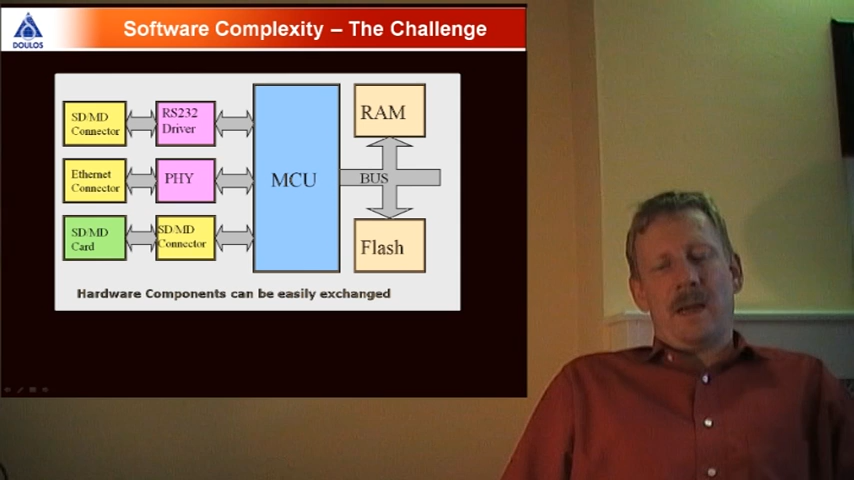 DOULOS
Software Complexity – The Challenge
SD/MD
Connector
RS232
Driver
MCU
RAM
Ethernet
Connector
PHY
BUS
SD/MD
Card
SD/MD
Connector
Flash
Hardware Components can be easily exchanged